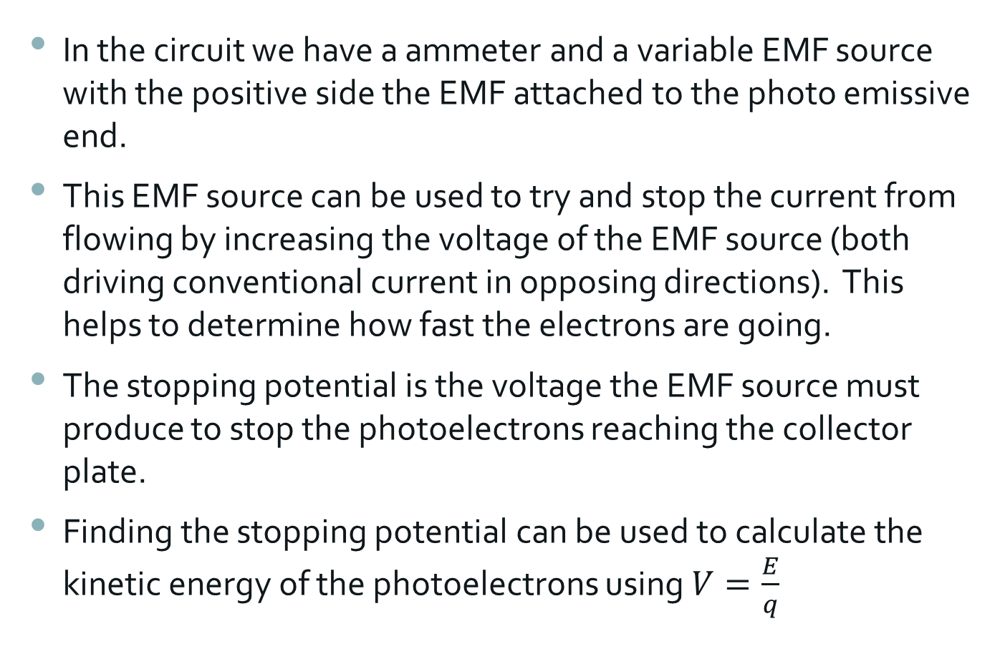 • In the circuit we have a ammeter and a variable EMF source
with the positive side the EMF attached to the photo emissive
end.
• This EMF source can be used to try and stop the current from
flowing by increasing the voltage of the EMF source (both
driving conventional current in opposing directions).  This
helps to determine how fast the electrons are going.
• The stopping potential is the voltage the EMF source must
produce to stop the photoelectrons reaching the collector
plate.
• Finding the stopping potential can be used to calculate the
kinetic energy of the photoelectrons using V = E/q